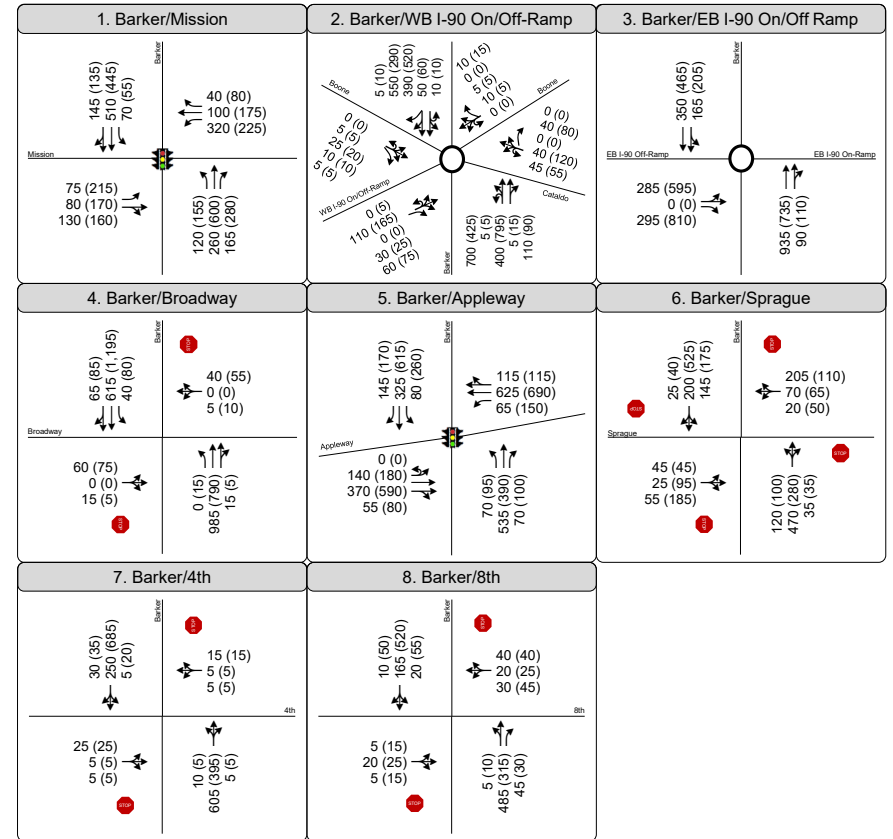 1. Barker/Mission
Barker
145 (135)
510 (445)
70 (55)
40 (80)
100 (175)
320 (225)
Mission
75 (215)
80 (170)
130 (160)
120 (155)
260 (600)
165 (280)
2. Barker/WB I-90 On/Off-Ramp
5 (10)
550 (290)
390 (520)
50 (60)
10 (10)
10 (15)
0 (0)
5 (5)
10 (5)
0 (0)
Boone
Boone
0 (0)
5 (5)
25 (20)
10 (10)
5 (5)
0 (0)
40 (80)
0 (0)
40 (120)
45 (55)
Cataldo
WB I-90 On/Off-Ramp
0 (5)
110 (165)
0 (0)
30 (25)
60 (75)
Barker
700 (425)
5 (5)
400 (795)
5 (15)
110 (90)
3. Barker/EB I-90 On/Off Ramp
Barker
350 (465)
165 (205)
EB I-90 Off-Ramp
EB I-90 On-Ramp
285 (595)
0 (0)
295 (810)
935 (735)
90 (110)
4. Barker/Broadway
Barker
STOP
65 (85)
615 (1,195)
40 (80)
40 (55)
0 (0)
5 (10)
Broadway
60 (75)
0 (0)
15 (5)
STOP
0 (15)
985 (790)
15 (5)
5. Barker/Appleway
Barker
145 (170)
325 (615)
80 (260)
115 (115)
625 (690)
65 (150)
Appleway
0 (0)
140 (180)
370 (590)
55 (80)
70 (95)
535 (390)
70 (100)
6. Barker/Sprague
Barker
STOP
25 (40)
200 (525)
145 (175)
205 (110)
70 (65)
20 (50)
STOP
Sprague
STOP
45 (45)
25 (95)
55 (185)
STOP
120 (100)
470 (280)
35 (35)
7. Barker/4th
Barker
STOP
30 (35)
250 (685)
5 (20)
15 (15)
5 (5)
5 (5)
4th
25 (25)
5 (5)
5 (5)
STOP
10 (5)
605 (395)
5 (5)
8. Barker/8th
Barker
STOP
10 (50)
165 (520)
20 (55)
40 (40)
20 (25)
30 (45)
8th
5 (15)
20 (25)
5 (15)
STOP
5 (10)
485 (315)
45 (30)